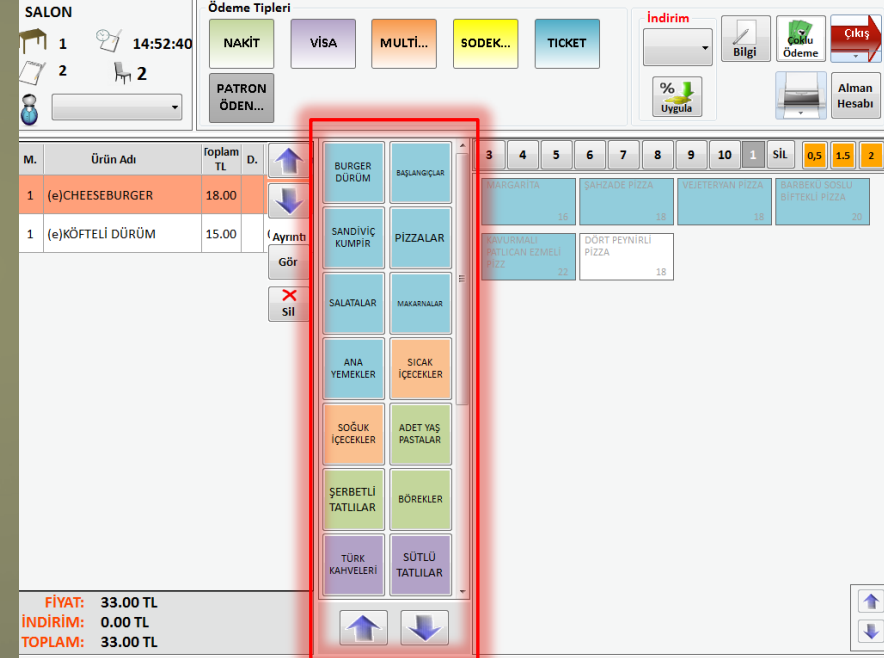 SALON
1
14:52:40
2
2
Ödeme Tipleri
NAKİT
VİSA
MULTİ...
SODEK...
TICKET
PATRON
ÖDEN...
İndirim
%
Uygula
Bilgi
Çoklu
Ödeme
Çıkış
Alman
Hesabı
M.
Ürün Adı
Toplam
TL
D.
1
(e)CHEESEBURGER
18.00
1
(e)KÖFTELİ DÜRÜM
15.00
Ayrıntı
Gör
Sil
BURGER
DÜRÜM
BAŞLANGIÇLAR
SANDİVİÇ
KUMPİR
PİZZALAR
SALATALAR
MAKARNALAR
ANA
YEMEKLER
SICAK
İÇECEKLER
SOĞUK
İÇECEKLER
ADET YAŞ
PASTALAR
ŞERBETLİ
TATLILAR
BÖREKLER
TÜRK
KAHVELERİ
SÜTLÜ
TATLILAR
3
4
5
6
7
8
9
10
1
SİL
0,5
1.5
2
MARGARİTA
16
ŞAHZADE PİZZA
18
VEJETERYAN PİZZA
18
BARBEKÜ SOSLU
BİFTEKLİ PİZZA
20
KAVURMALI
PATLICAN EZMELİ
PİZZ
22
DÖRT PEYNİRLİ
PİZZA
18
FİYAT: 33.00 TL
İNDİRİM: 0.00 TL
TOPLAM: 33.00 TL